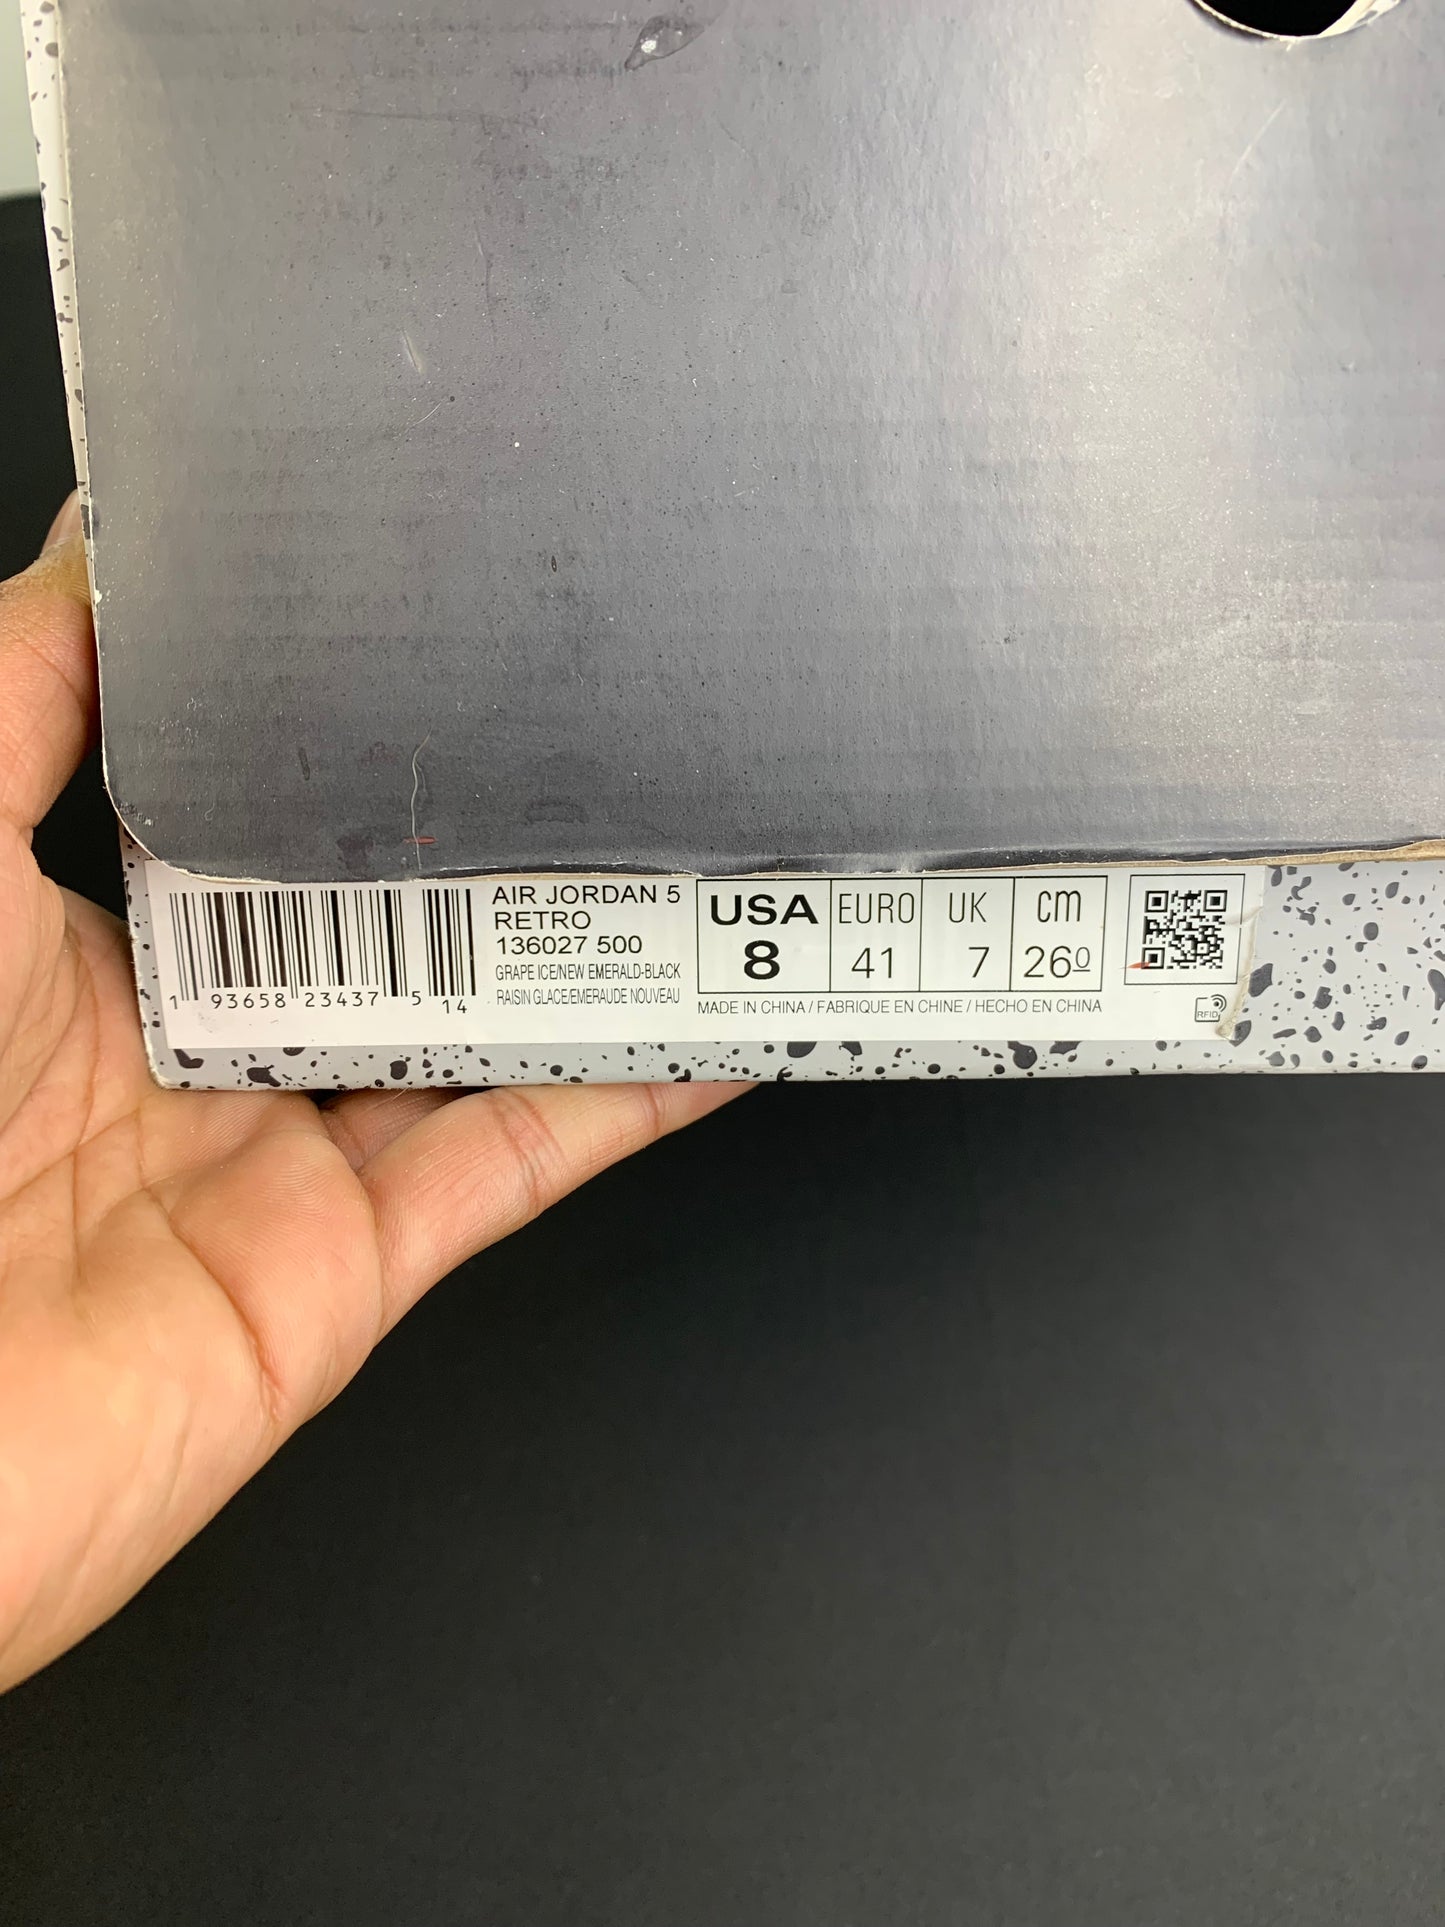 AIR JORDAN 5
RETRO
136027 500
GRAPE ICE/NEW EMERALD-BLACK
RAISIN GLACE/EMERAUDE NOUVEAU
1 93658 23437 5 14
USA EURO UK cm
8 41 7 26 0
MADE IN CHINA / FABRIQUE EN CHINE / HECHO EN CHINA
RFID